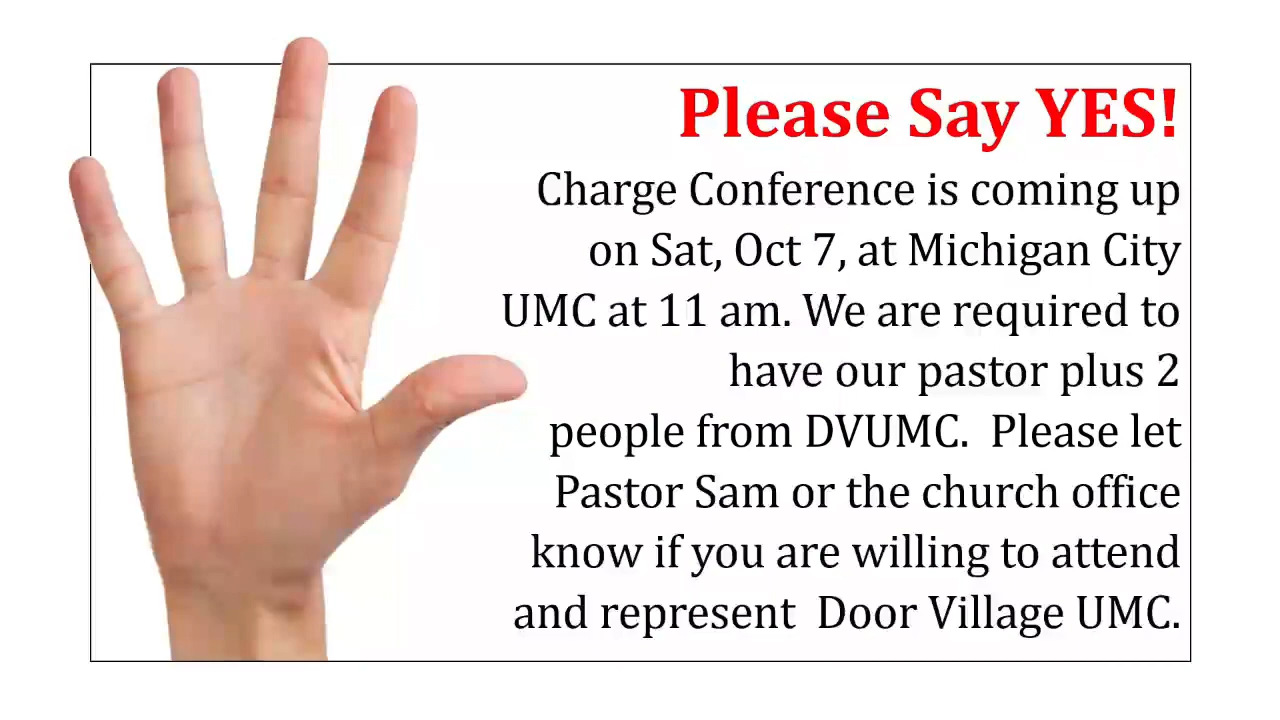 Please Say YES!
Charge Conference is coming up
on Sat, Oct 7, at Michigan City
UMC at 11 am. We are required to
have our pastor plus 2
people from DVUMC.  Please let
Pastor Sam or the church office
know if you are willing to attend
and represent  Door Village UMC.